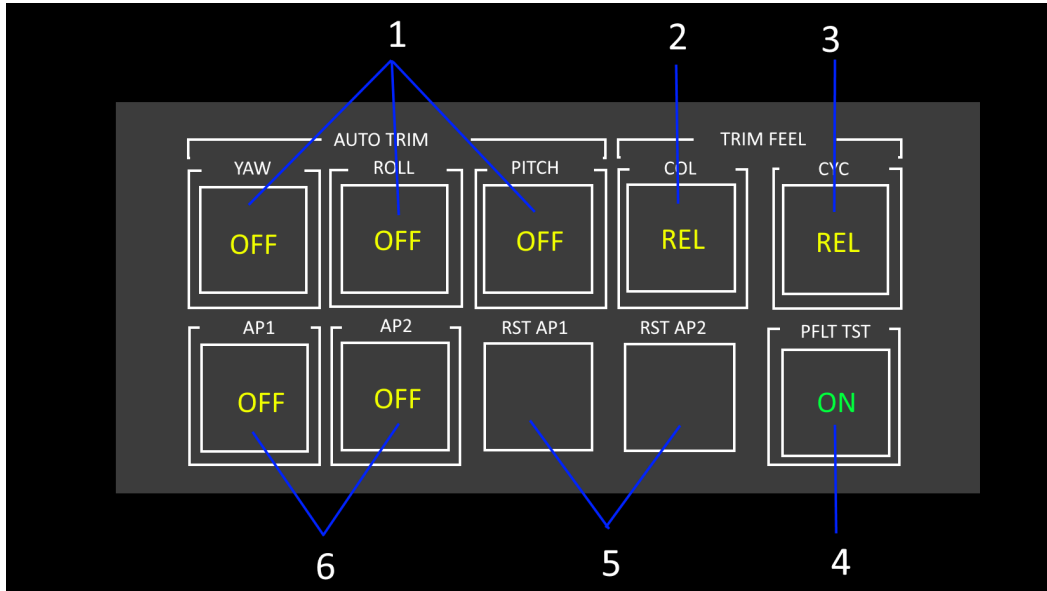 1 2 3
AUTO TRIM TRIM FEEL
YAW ROLL PITCH COL CYC
OFF OFF OFF REL REL
AP1 AP2 RST AP1 RST AP2 PFLT TST
OFF OFF ON
6 5 4